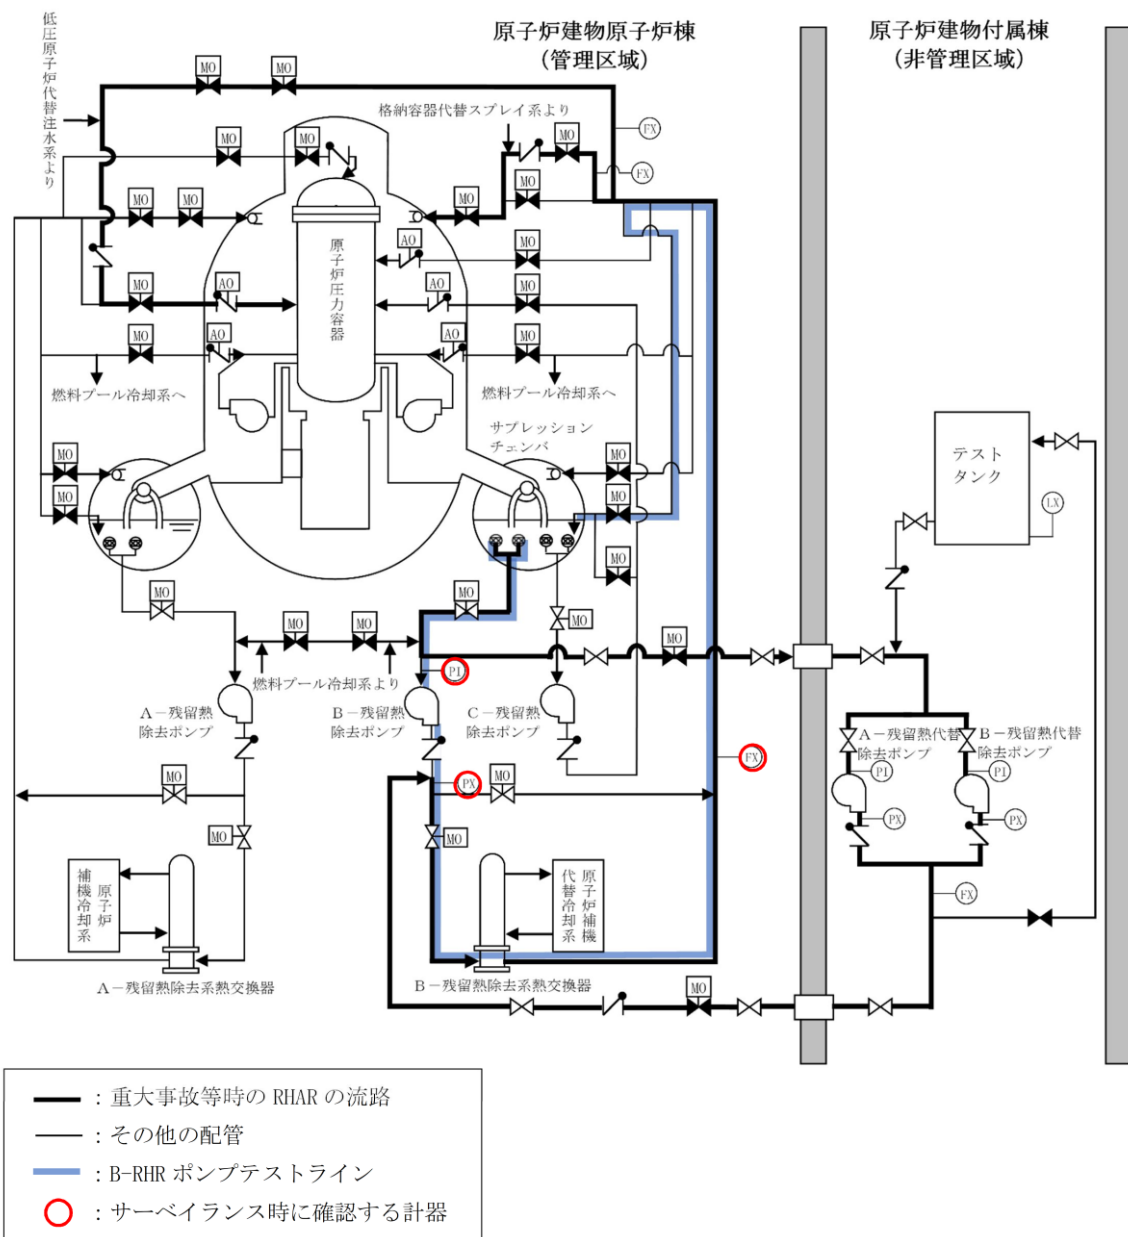 低圧原子炉代替注水系より
原子炉建物原子炉棟
(管理区域)
原子炉建物付属棟
(非管理区域)
MO
MO
格納容器代替スプレイ系より
FX
MO
MO
MO
FX
MO
MO
MO
MO
AO
MO
原子炉圧力容器
MO
AO
AO
MO
MO
AO
AO
MO
燃料プール冷却系へ
燃料プール冷却系へ
サプレッション
チェンバ
テスト
タンク
LX
MO
MO
MO
MO
MO
MO
MO
MO
MO
MO
MO
燃料プール冷却系より
PI
A-残留熱
除去ポンプ
B-残留熱
除去ポンプ
C-残留熱
除去ポンプ
A-残留熱代替
除去ポンプ
B-残留熱代替
除去ポンプ
PI
PI
PX
PX
FX
MO
PX
MO
MO
MO
FX
原子炉
補機冷却系
原子炉補機
代替冷却系
A-残留熱除去系熱交換器
B-残留熱除去系熱交換器
MO
:重大事故等時の RHAR の流路
:その他の配管
:B-RHR ポンプテストライン
:サーベイランス時に確認する計器